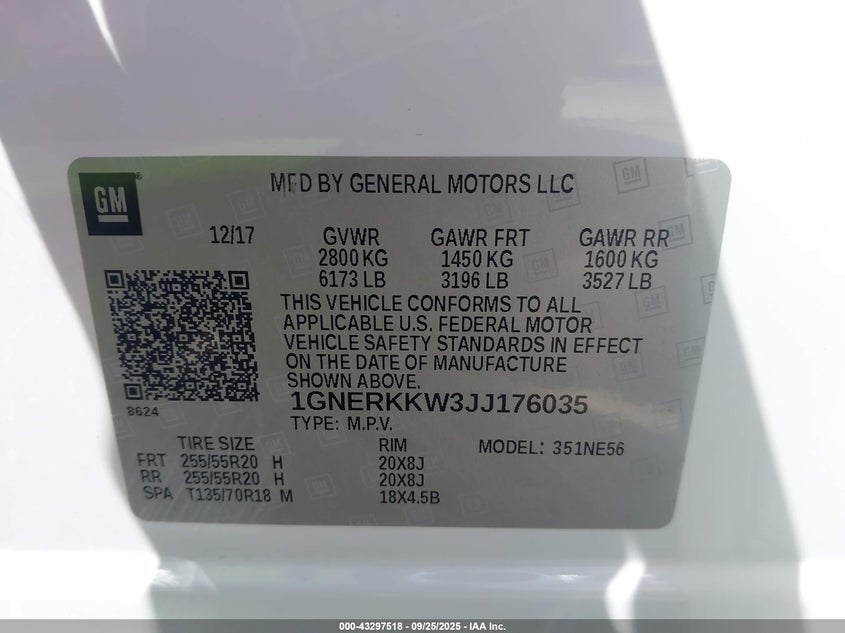 GM
MFD BY GENERAL MOTORS LLC
12/17 GVWR GAWR FRT GAWR RR
2800 KG 1450 KG 1600 KG
6173 LB 3196 LB 3527 LB
THIS VEHICLE CONFORMS TO ALL
APPLICABLE U.S. FEDERAL MOTOR
VEHICLE SAFETY STANDARDS IN EFFECT
ON THE DATE OF MANUFACTURE
SHOWN ABOVE.
8624
1GNERKKW3JJ176035
TYPE: M.P.V.
TIRE SIZE RIM MODEL: 351NE56
FRT 255/55R20 H 20X8J
RR 255/55R20 H 20X8J
SPA T135/70R18 M 18X4.5B
000-43297518 - 09/25/2025 - IAA Inc.